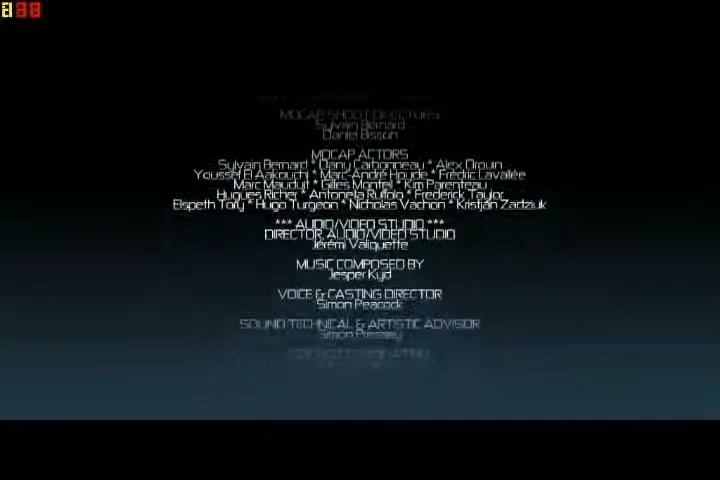 MOCAP SHOOT DIRECTORS
Sylvain Bernard
Daniel Bisson
MOCAP ACTORS
Sylvain Bernard * Dany Carbonneau * Alex Drouin
Youssef El Aakouchi * Marc-André Houde * Frédric Lavallée
Marc Mauduit * Gilles Montel * Kim Parenteau
Hugues Richer * Antonella Ruffolo * Frederick Taylor
Elspeth Tory * Hugo Turgeon * Nicholas Vachon * Kristjan Zadziuk
*** AUDIO/VIDEO STUDIO ***
DIRECTOR, AUDIO/VIDEO STUDIO
Jérémi Valiquette
MUSIC COMPOSED BY
Jesper Kyd
VOICE & CASTING DIRECTOR
Simon Peacock
SOUND TECHNICAL & ARTISTIC ADVISOR
Simon Pressey